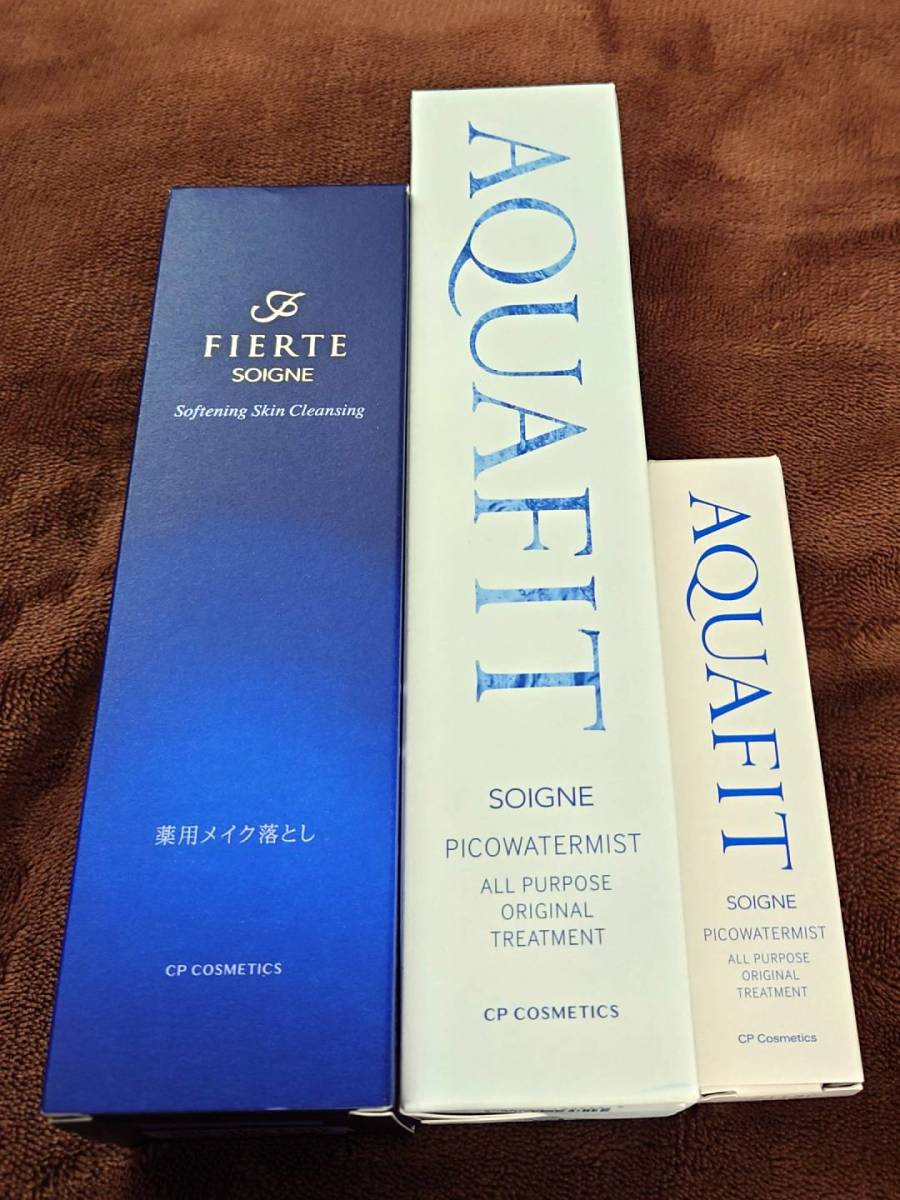 FIERTE
SOIGNE
Softening Skin Cleansing
薬用メイク落とし
CP COSMETICS
AQUAFIT
SOIGNE
PICOWATERMIST
ALL PURPOSE
ORIGINAL
TREATMENT
CP COSMETICS
AQUAFIT
SOIGNE
PICOWATERMIST
ALL PURPOSE
ORIGINAL
TREATMENT
CP Cosmetics